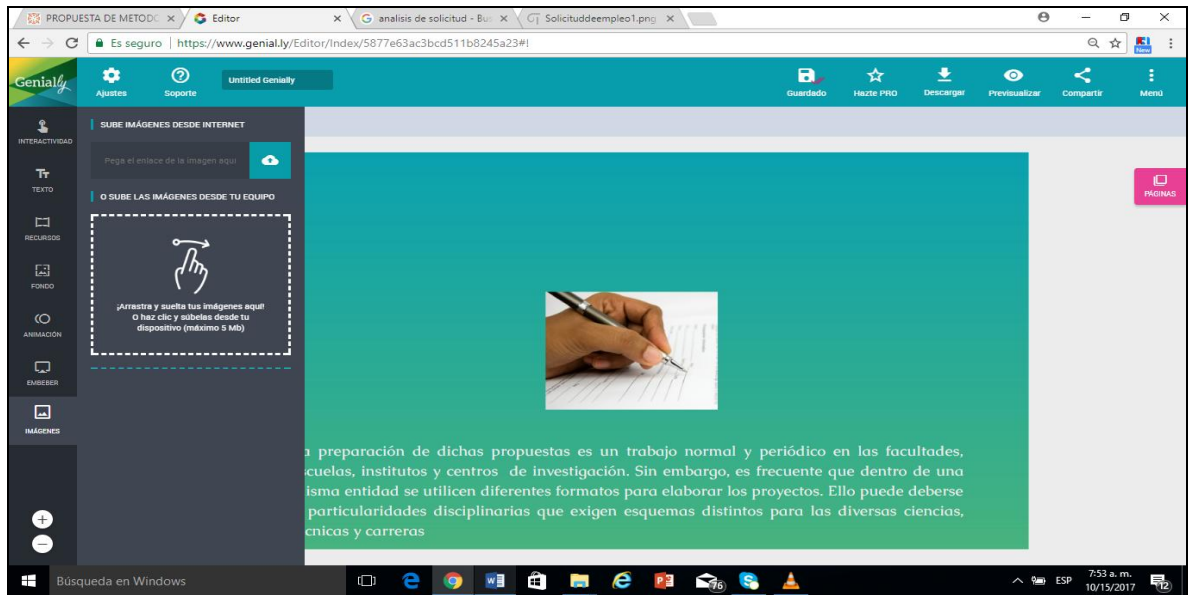 PROPUESTA DE METODO
Editor
analisis de solicitud - Bus
Solicituddeempleo1.png
Es seguro | https://www.genial.ly/Editor/Index/5877e63ac3bcd511b8245a23#!
New
Genially
Ajustes
Soporte
Untitled Genially
Guardado
Hazte PRO
Descargar
Previsualizar
Compartir
Menú
INTERACTIVIDAD
TEXTO
RECURSOS
FONDO
ANIMACIÓN
EMBEBER
IMÁGENES
SUBE IMÁGENES DESDE INTERNET
Pega el enlace de la imagen aquí
O SUBE LAS IMÁGENES DESDE TU EQUIPO
¡Arrastra y suelta tus imágenes aquí!
O haz clic y súbelas desde tu
dispositivo (máximo 5 Mb)
PÁGINAS
a preparación de dichas propuestas es un trabajo normal y periódico en las facultades,
scuelas, institutos y centros de investigación. Sin embargo, es frecuente que dentro de una
isma entidad se utilicen diferentes formatos para elaborar los proyectos. Ello puede deberse
particularidades disciplinarias que exigen esquemas distintos para las diversas ciencias,
cnicas y carreras
Búsqueda en Windows
76
ESP
7:53 a. m.
10/15/2017
12